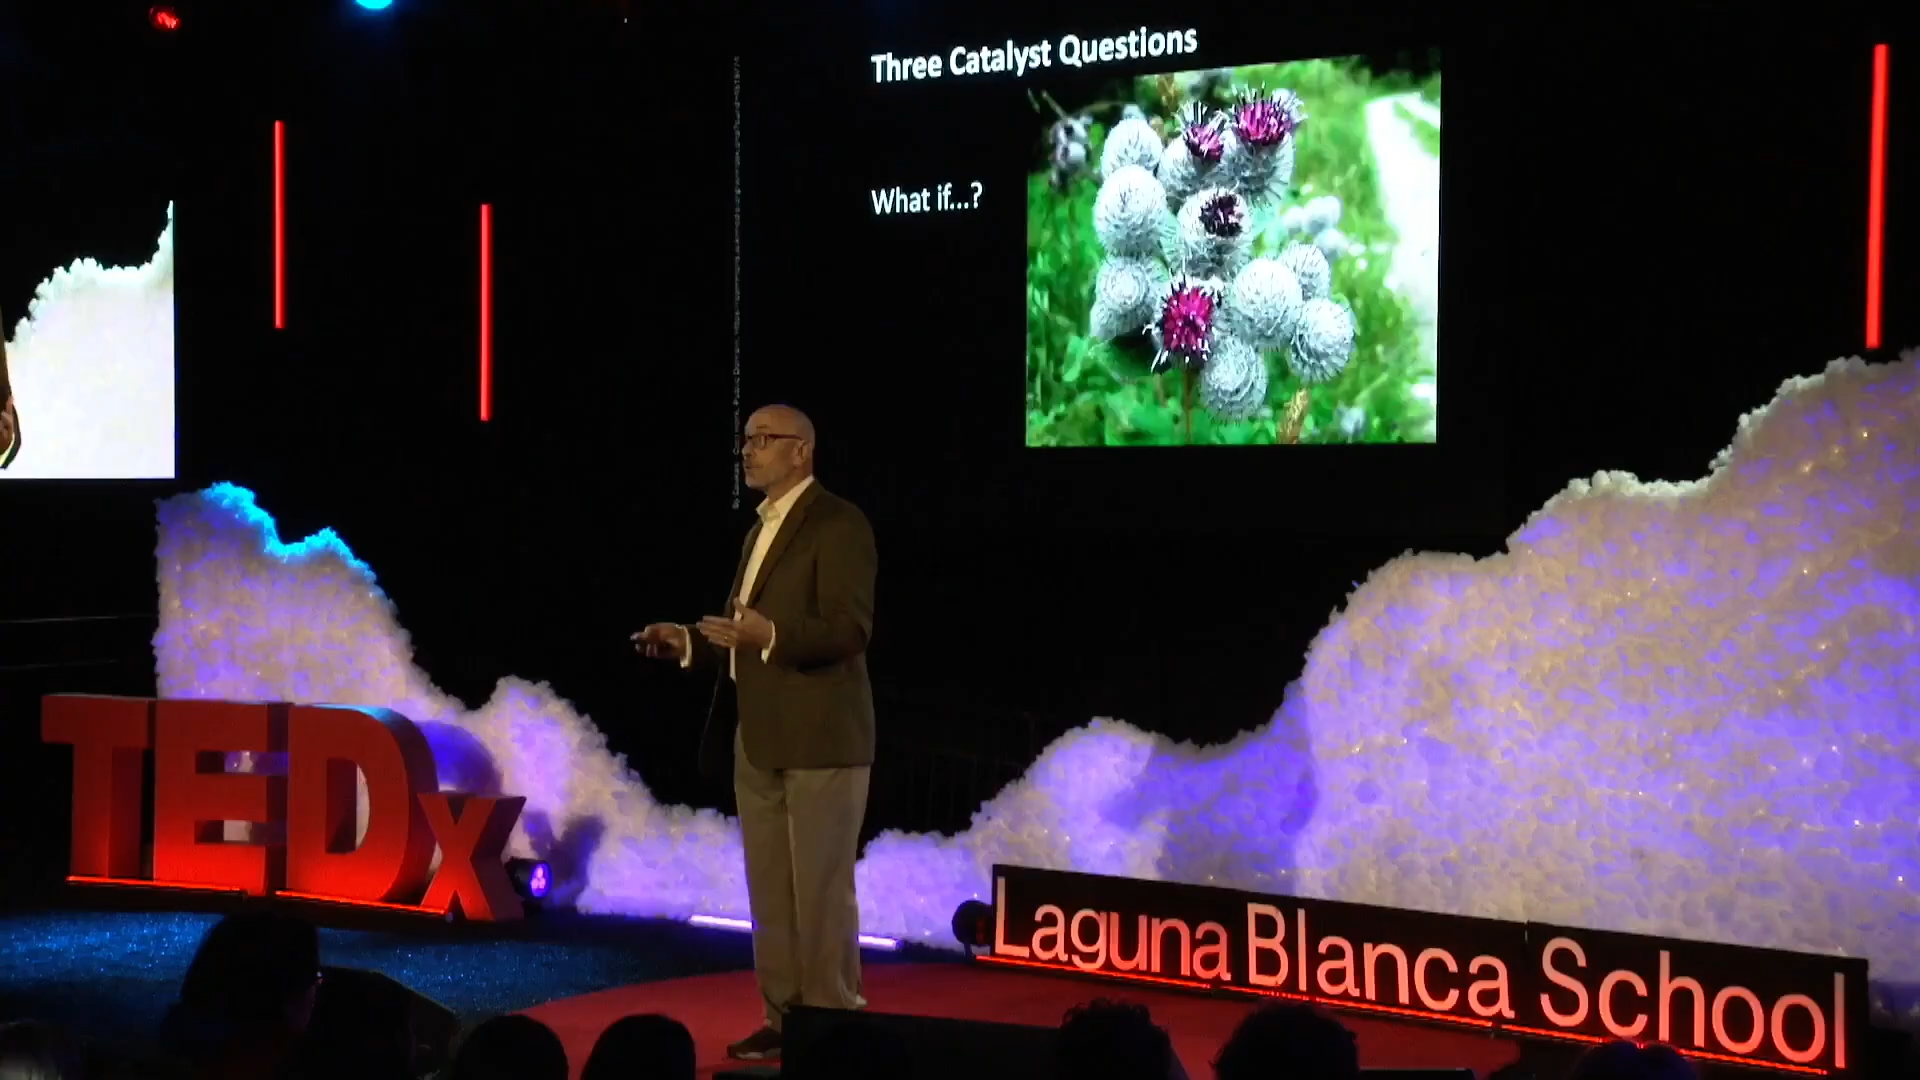 Three Catalyst Questions
What if...?
TEDx
Laguna Blanca School